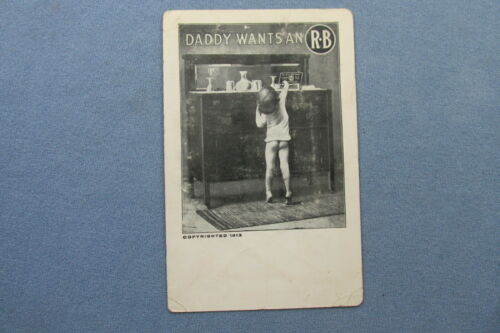 DADDY WANTS AN R-B
COPYRIGHTED 1913